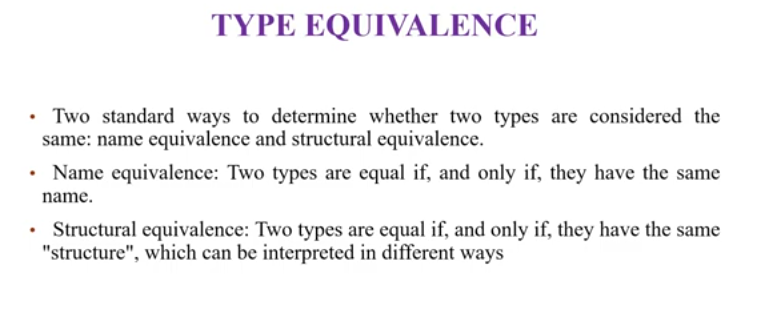 TYPE EQUIVALENCE
• Two standard ways to determine whether two types are considered the
same: name equivalence and structural equivalence.
• Name equivalence: Two types are equal if, and only if, they have the same
name.
• Structural equivalence: Two types are equal if, and only if, they have the same
"structure", which can be interpreted in different ways